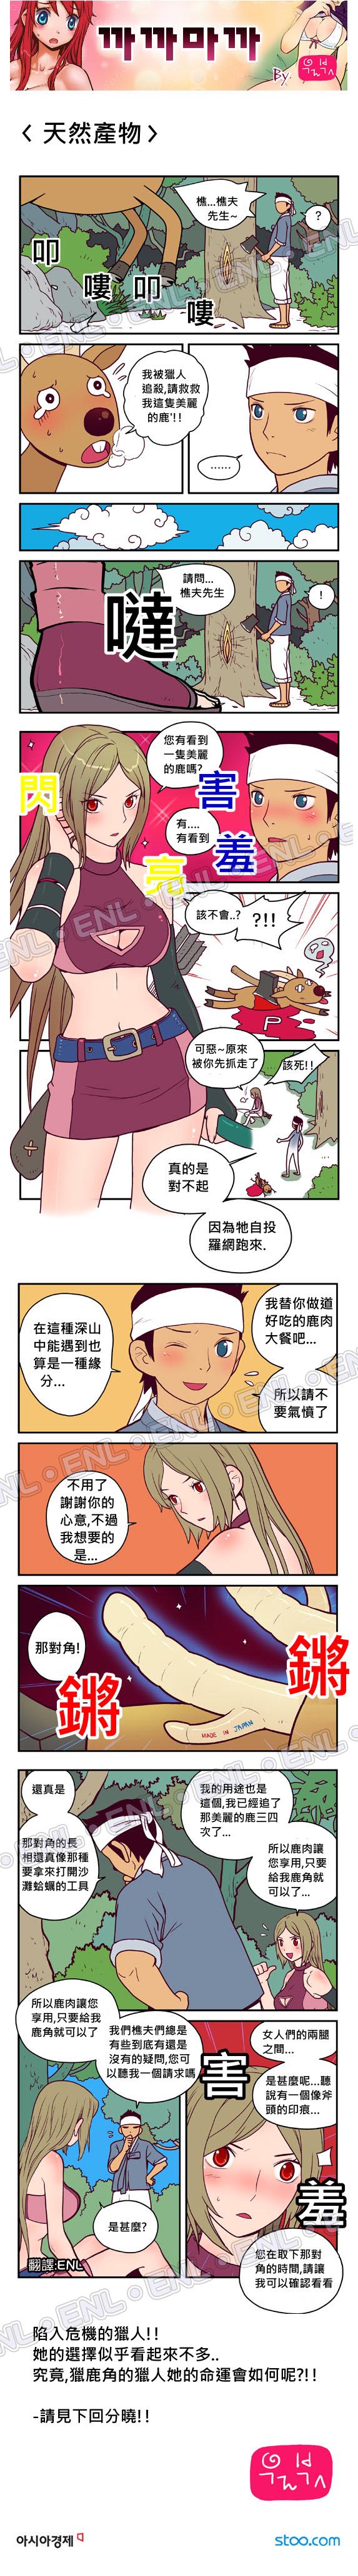 까까마까
By.
< 天然產物 >
樵...樵夫
先生~
?
叩
嘍
叩
嘍
我被獵人
追殺,請救救
我這隻美麗
的鹿'!!
......
請問...
樵夫先生
!
噠
您有看到
一隻美麗
的鹿嗎?
有....
有看到
閃
亮
害
羞
該不會..?
?!!
P
可惡~原來
被你先抓走了
該死!!
真的是
對不起
因為牠自投
羅網跑來.
在這種深山
中能遇到也
算是一種緣
分...
我替你做道
好吃的鹿肉
大餐吧...
所以請不
要氣憤了
不用了
謝謝你的
心意,不過
我想要的
是...
那對角!
鏘
鏘
MADE IN JAPAN
還真是
那對角的長
相還真像那種
要拿來打開沙
灘蛤蠣的工具
我的用途也是
這個,我已經追了
那美麗的鹿三四
次了...
所以鹿肉讓
您享用,只要
給我鹿角就
可以了...
所以鹿肉讓您
享用,只要給我
鹿角就可以了
我們樵夫們總是
有些到底有還是
沒有的疑問,您可
以聽我一個請求嗎
是甚麼?
女人們的兩腿
之間...
是甚麼呢...聽
說有一個像斧
頭的印痕...
害
羞
您在取下那對
角的時間,請讓
我可以確認看看
翻譯:ENL
陷入危機的獵人!!
她的選擇似乎看起來不多..
究竟,獵鹿角的獵人她的命運會如何呢?!!
-請見下回分曉!!
아시아경제
stoo.com
ENL